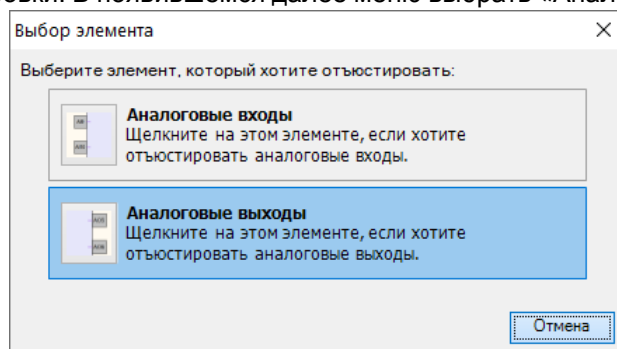 Выбор элемента
Выберите элемент, который хотите отъюстировать:
Аналоговые входы
Щелкните на этом элементе, если хотите
отъюстировать аналоговые входы.
Аналоговые выходы
Щелкните на этом элементе, если хотите
отъюстировать аналоговые выходы.
Отмена